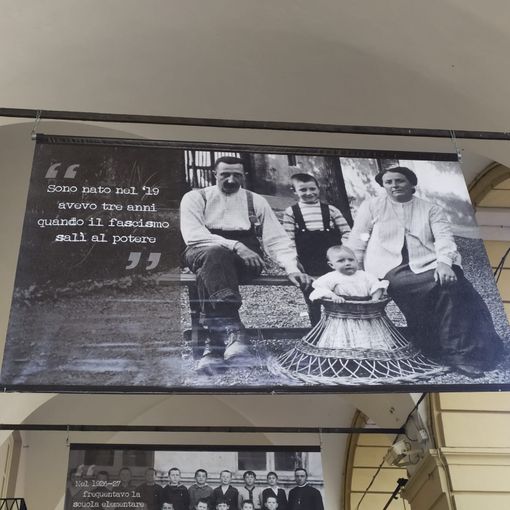 “
Sono nato nel '19
avevo tre anni
quando il fascismo
salì al potere
”
“
Nel 1926-27
frequentavo la
scuola elementare